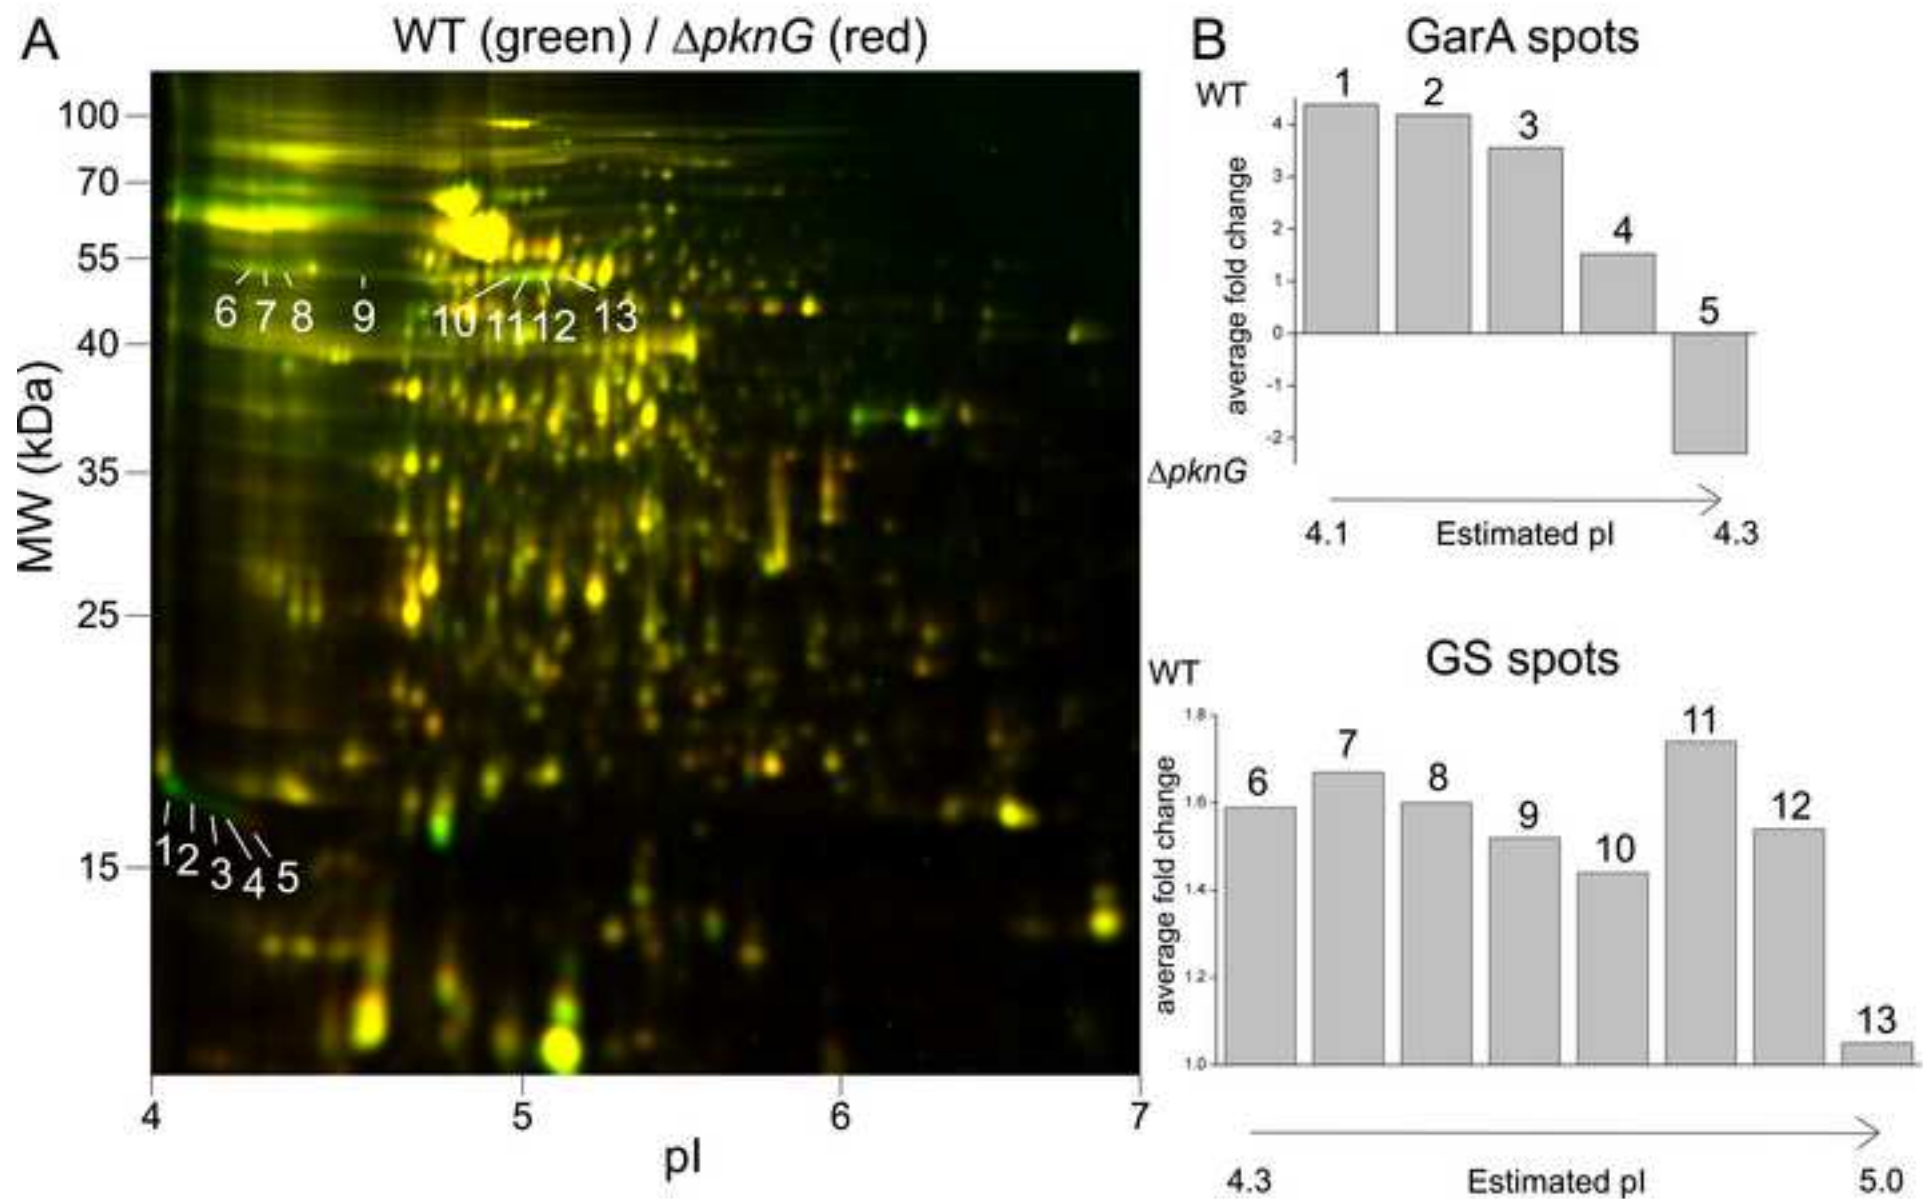 A
WT (green) / ΔpknG (red)
100
70
55
40
35
25
15
MW (kDa)
6 7 8 9 10 11 12 13
1 2 3 4 5
4 5 6 7
pI
B
GarA spots
WT
4
3
2
1
0
-1
-2
average fold change
1 2 3 4 5
ΔpknG
4.1 Estimated pI 4.3
GS spots
WT
1.8
1.6
1.4
1.2
1.0
average fold change
6 7 8 9 10 11 12 13
4.3 Estimated pI 5.0